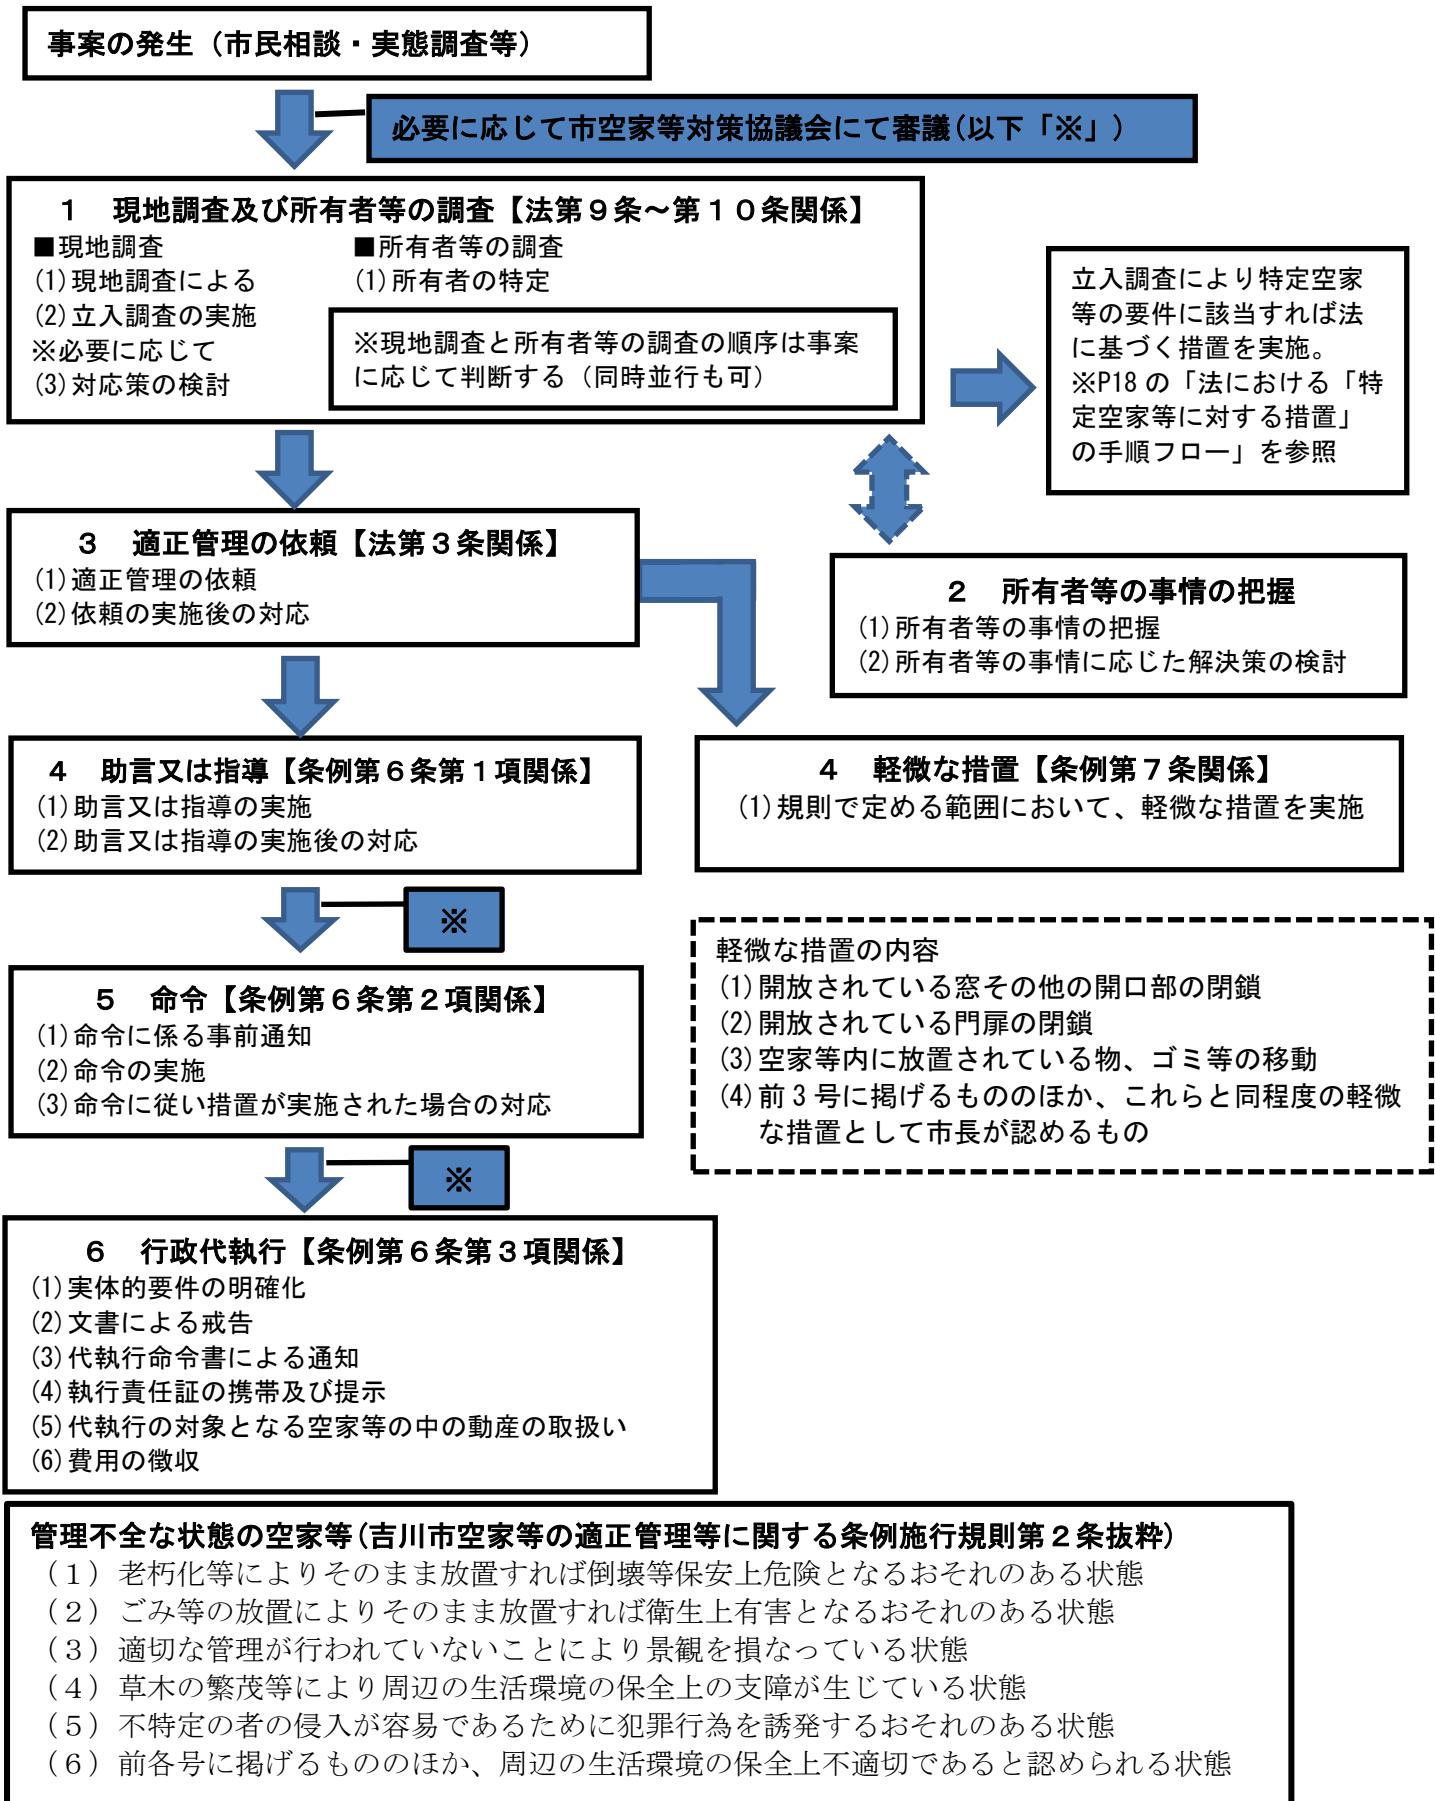 事案の発生（市民相談・実態調査等）
必要に応じて市空家等対策協議会にて審議(以下「※」)
１　現地調査及び所有者等の調査【法第９条～第１０条関係】
■現地調査
(1)現地調査による
(2)立入調査の実施
※必要に応じて
(3)対応策の検討
■所有者等の調査
(1)所有者の特定
※現地調査と所有者等の調査の順序は事案
に応じて判断する（同時並行も可）
立入調査により特定空家
等の要件に該当すれば法
に基づく措置を実施。
※P18 の「法における「特
定空家等に対する措置」
の手順フロー」を参照
２　所有者等の事情の把握
(1)所有者等の事情の把握
(2)所有者等の事情に応じた解決策の検討
３　適正管理の依頼【法第３条関係】
(1)適正管理の依頼
(2)依頼の実施後の対応
４　助言又は指導【条例第６条第１項関係】
(1)助言又は指導の実施
(2)助言又は指導の実施後の対応
４　軽微な措置【条例第７条関係】
(1)規則で定める範囲において、軽微な措置を実施
※
軽微な措置の内容
(1)開放されている窓その他の開口部の閉鎖
(2)開放されている門扉の閉鎖
(3)空家等内に放置されている物、ゴミ等の移動
(4)前 3 号に掲げるもののほか、これらと同程度の軽微
な措置として市長が認めるもの
５　命令【条例第６条第２項関係】
(1)命令に係る事前通知
(2)命令の実施
(3)命令に従い措置が実施された場合の対応
※
６　行政代執行【条例第６条第３項関係】
(1)実体的要件の明確化
(2)文書による戒告
(3)代執行命令書による通知
(4)執行責任証の携帯及び提示
(5)代執行の対象となる空家等の中の動産の取扱い
(6)費用の徴収
管理不全な状態の空家等(吉川市空家等の適正管理等に関する条例施行規則第２条抜粋)
（１）老朽化等によりそのまま放置すれば倒壊等保安上危険となるおそれのある状態
（２）ごみ等の放置によりそのまま放置すれば衛生上有害となるおそれのある状態
（３）適切な管理が行われていないことにより景観を損なっている状態
（４）草木の繁茂等により周辺の生活環境の保全上の支障が生じている状態
（５）不特定の者の侵入が容易であるために犯罪行為を誘発するおそれのある状態
（６）前各号に掲げるもののほか、周辺の生活環境の保全上不適切であると認められる状態